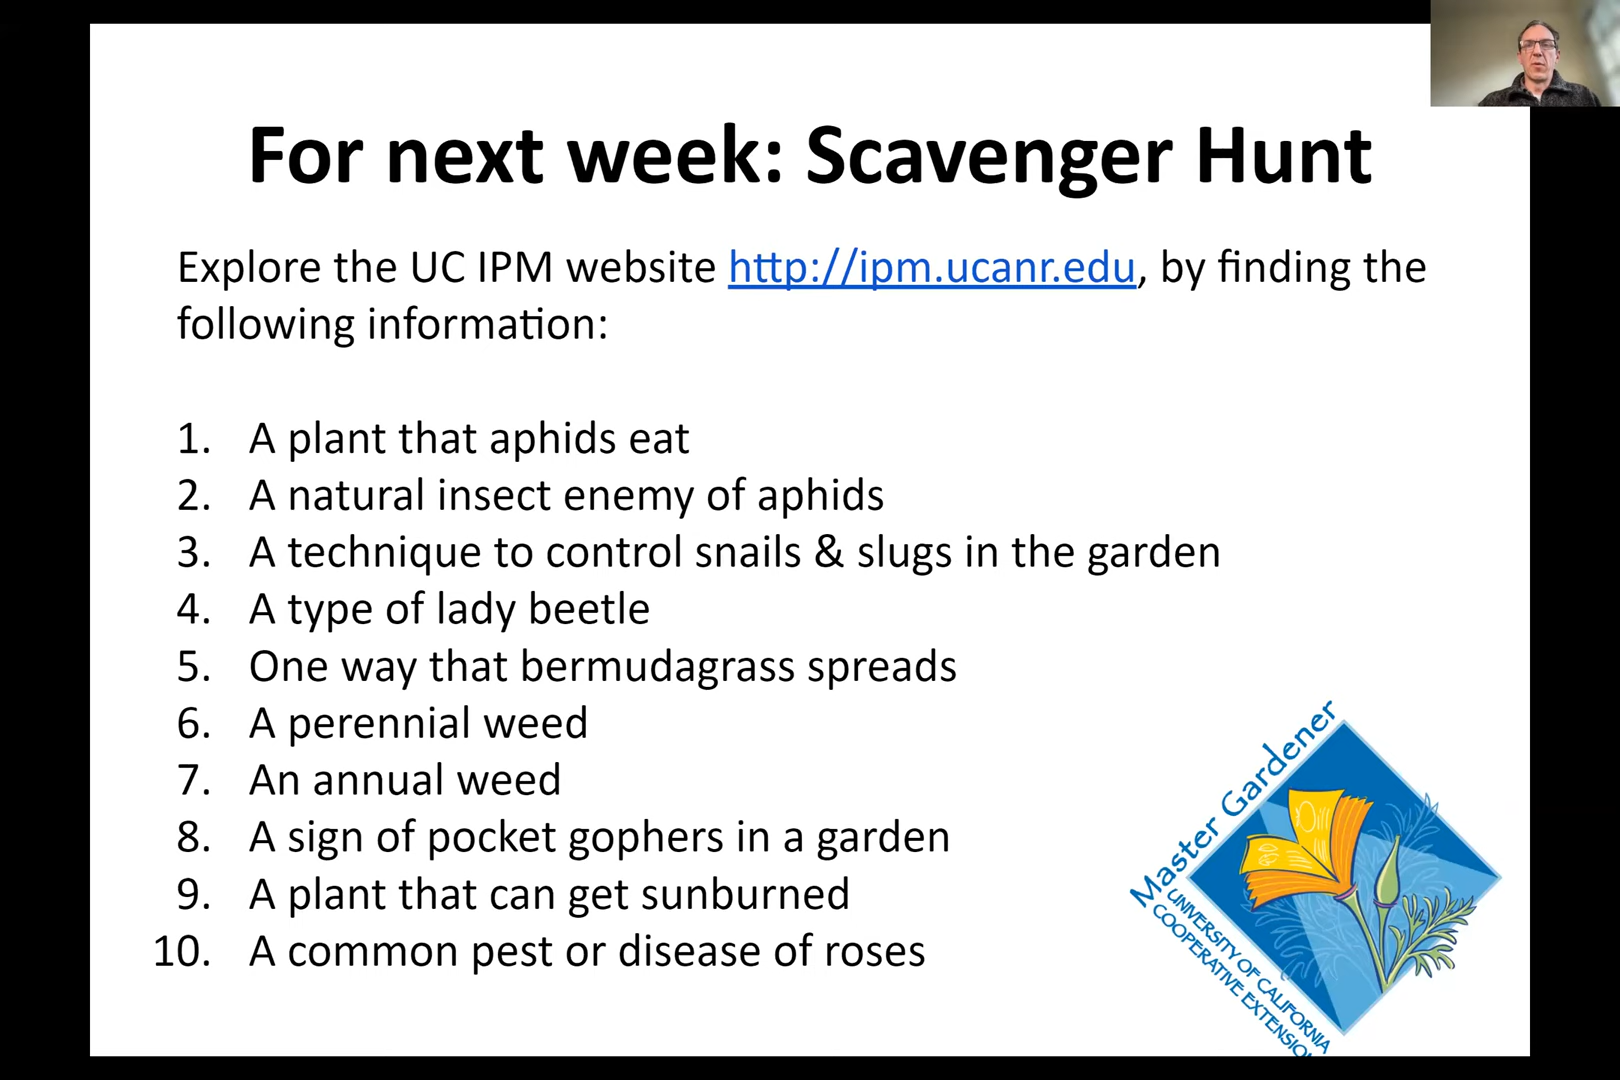 For next week: Scavenger Hunt
Explore the UC IPM website http://ipm.ucanr.edu, by finding the
following information:
1. A plant that aphids eat
2. A natural insect enemy of aphids
3. A technique to control snails & slugs in the garden
4. A type of lady beetle
5. One way that bermudagrass spreads
6. A perennial weed
7. An annual weed
8. A sign of pocket gophers in a garden
9. A plant that can get sunburned
10. A common pest or disease of roses
Master Gardener
UNIVERSITY OF CALIFORNIA
COOPERATIVE EXTENSIO